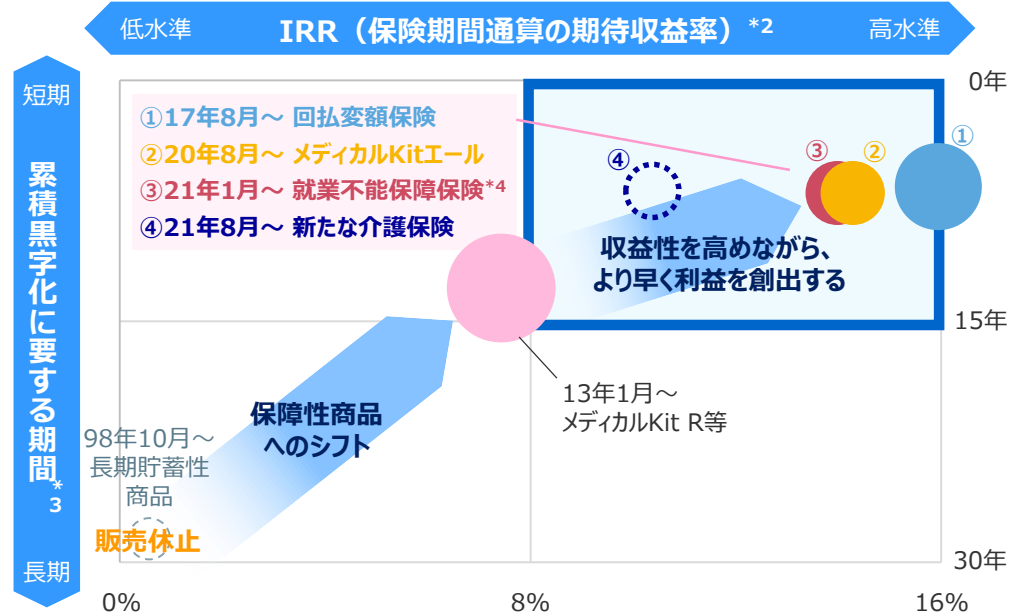 低水準 IRR（保険期間通算の期待収益率）*2 高水準
短期
累積黒字化に要する期間*3
長期
0年
15年
30年
①17年8月～ 回払変額保険
②20年8月～ メディカルKitエール
③21年1月～ 就業不能保障保険*4
④21年8月～ 新たな介護保険
④
③
②
①
収益性を高めながら、
より早く利益を創出する
13年1月～
メディカルKit R等
保障性商品
へのシフト
98年10月～
長期貯蓄性
商品
販売休止
0%
8%
16%